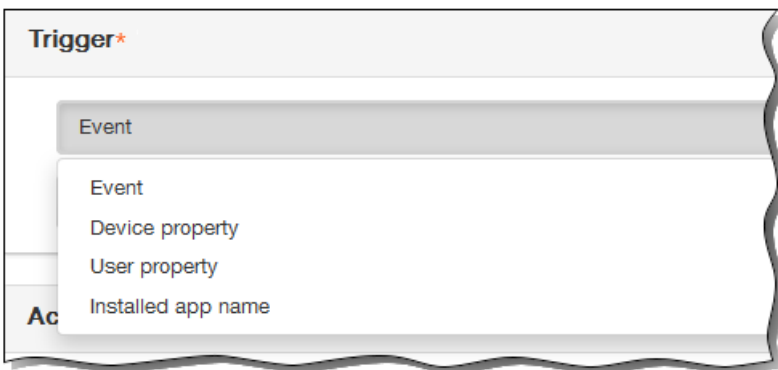 Trigger*
Event
Event
Device property
User property
Installed app name
Ac